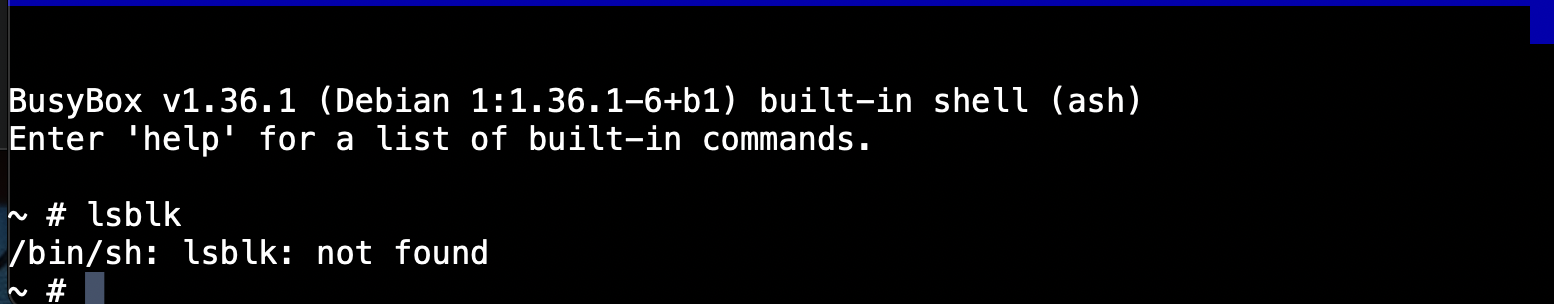 BusyBox v1.36.1 (Debian 1:1.36.1-6+b1) built-in shell (ash)
Enter 'help' for a list of built-in commands.
~ # lsblk
/bin/sh: lsblk: not found
~ #